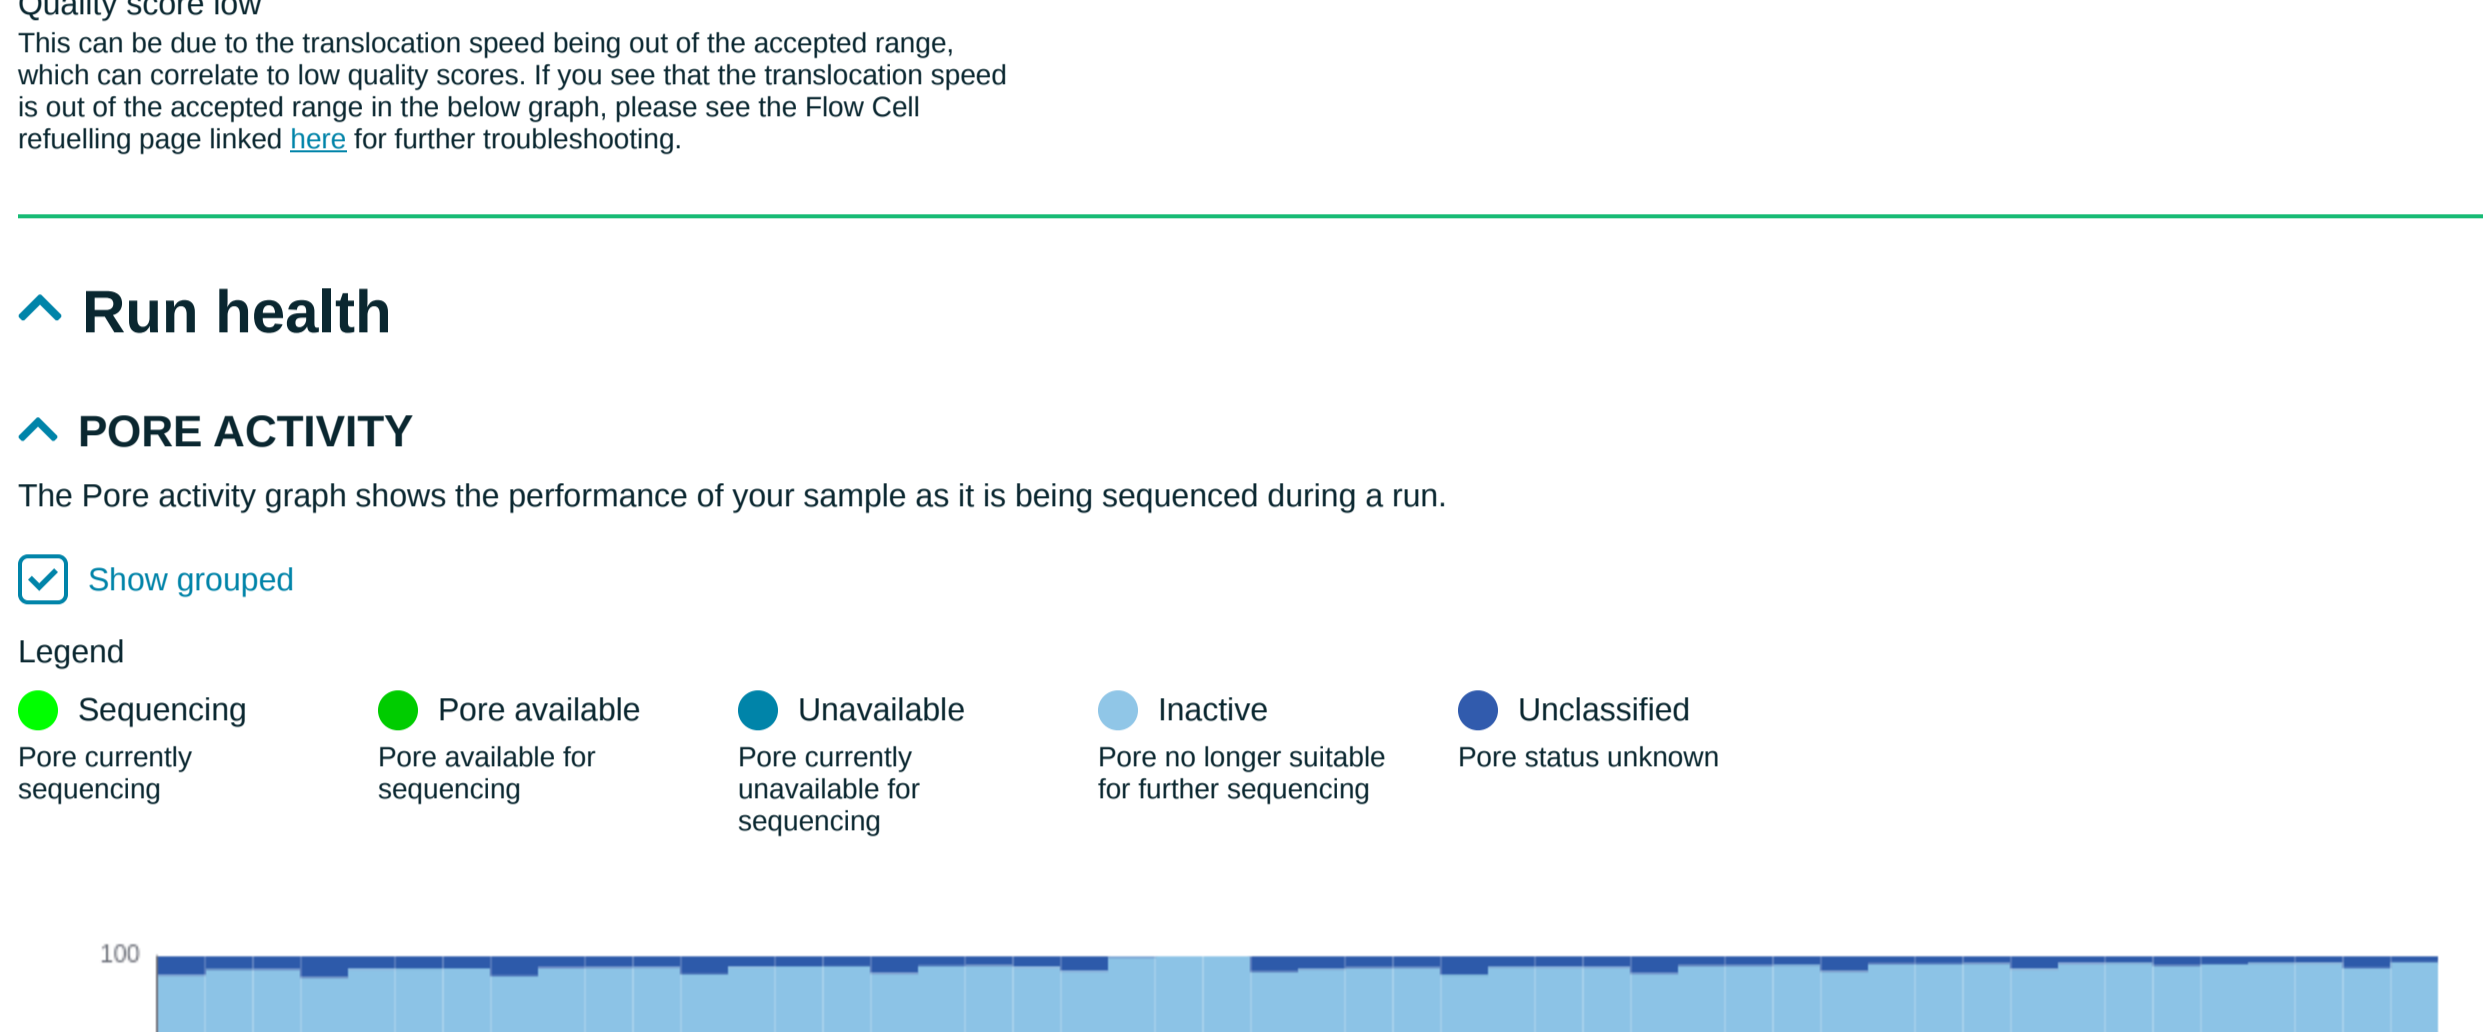 Quality score low
This can be due to the translocation speed being out of the accepted range,
which can correlate to low quality scores. If you see that the translocation speed
is out of the accepted range in the below graph, please see the Flow Cell
refuelling page linked here for further troubleshooting.
Run health
PORE ACTIVITY
The Pore activity graph shows the performance of your sample as it is being sequenced during a run.
Show grouped
Legend
Sequencing
Pore currently
sequencing
Pore available
Pore available for
sequencing
Unavailable
Pore currently
unavailable for
sequencing
Inactive
Pore no longer suitable
for further sequencing
Unclassified
Pore status unknown
100